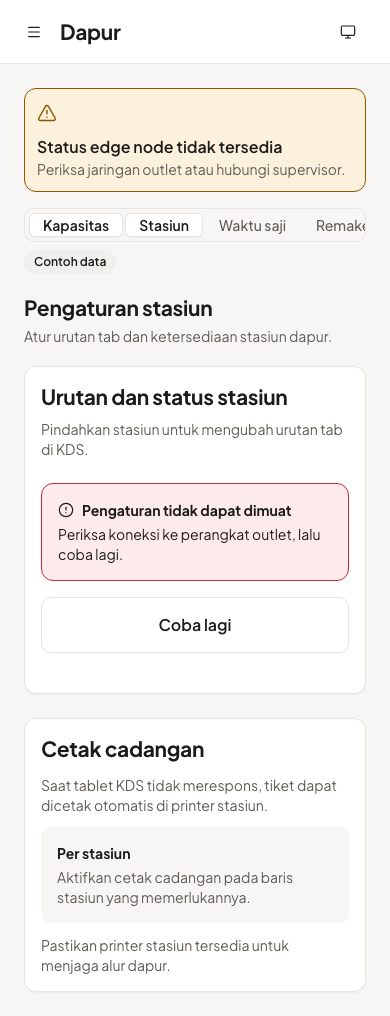 Dapur
Status edge node tidak tersedia
Periksa jaringan outlet atau hubungi supervisor.
Kapasitas Stasiun Waktu saji Remake
Contoh data
Pengaturan stasiun
Atur urutan tab dan ketersediaan stasiun dapur.
Urutan dan status stasiun
Pindahkan stasiun untuk mengubah urutan tab
di KDS.
Pengaturan tidak dapat dimuat
Periksa koneksi ke perangkat outlet, lalu
coba lagi.
Coba lagi
Cetak cadangan
Saat tablet KDS tidak merespons, tiket dapat
dicetak otomatis di printer stasiun.
Per stasiun
Aktifkan cetak cadangan pada baris
stasiun yang memerlukannya.
Pastikan printer stasiun tersedia untuk
menjaga alur dapur.